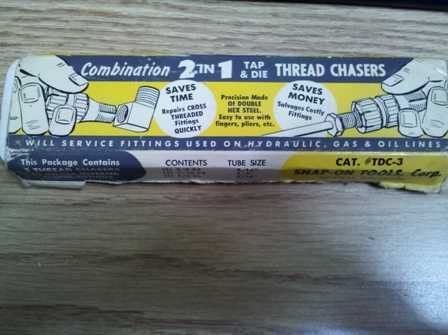 Combination 2 IN 1 TAP & DIE THREAD CHASERS
SAVES
TIME
Repairs CROSS
THREADED
Fittings
QUICKLY
Precision Made
OF DOUBLE
HEX STEEL.
Easy to use with
fingers, pliers, etc.
SAVES
MONEY
Salvages Costly
Fittings
WILL SERVICE FITTINGS USED ON HYDRAULIC, GAS & OIL LINES
This Package Contains
THREAD CHASERS
CONTENTS
TUBE SIZE
CAT. #TDC-3
SNAP-ON TOOLS Corp.